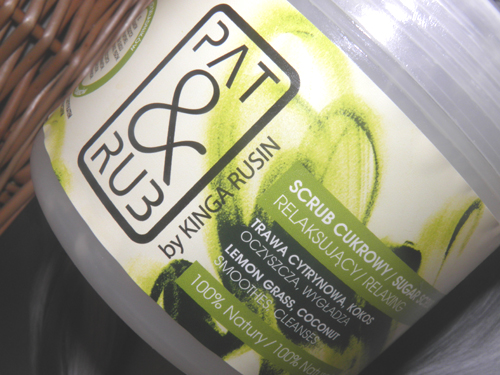 PAT
&
RUB
by KINGA RUSIN
SCRUB CUKROWY / SUGAR
RELAKSUJĄCY / RELAXING
TRAWA CYTRYNOWA, KOKOS
OCZYSZCZA, WYGŁADZA
LEMON GRASS, COCONUT
SMOOTHES, CLEANSES
100% Natury / 100%